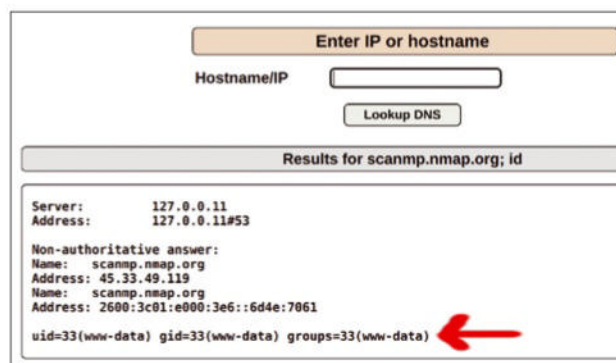 Enter IP or hostname
Hostname/IP
Lookup DNS
Results for scanmp.nmap.org; id
Server: 127.0.0.11
Address: 127.0.0.11#53
Non-authoritative answer:
Name: scanmp.nmap.org
Address: 45.33.49.119
Name: scanmp.nmap.org
Address: 2600:3c01:e000:3e6::6d4e:7061
uid=33(www-data) gid=33(www-data) groups=33(www-data)